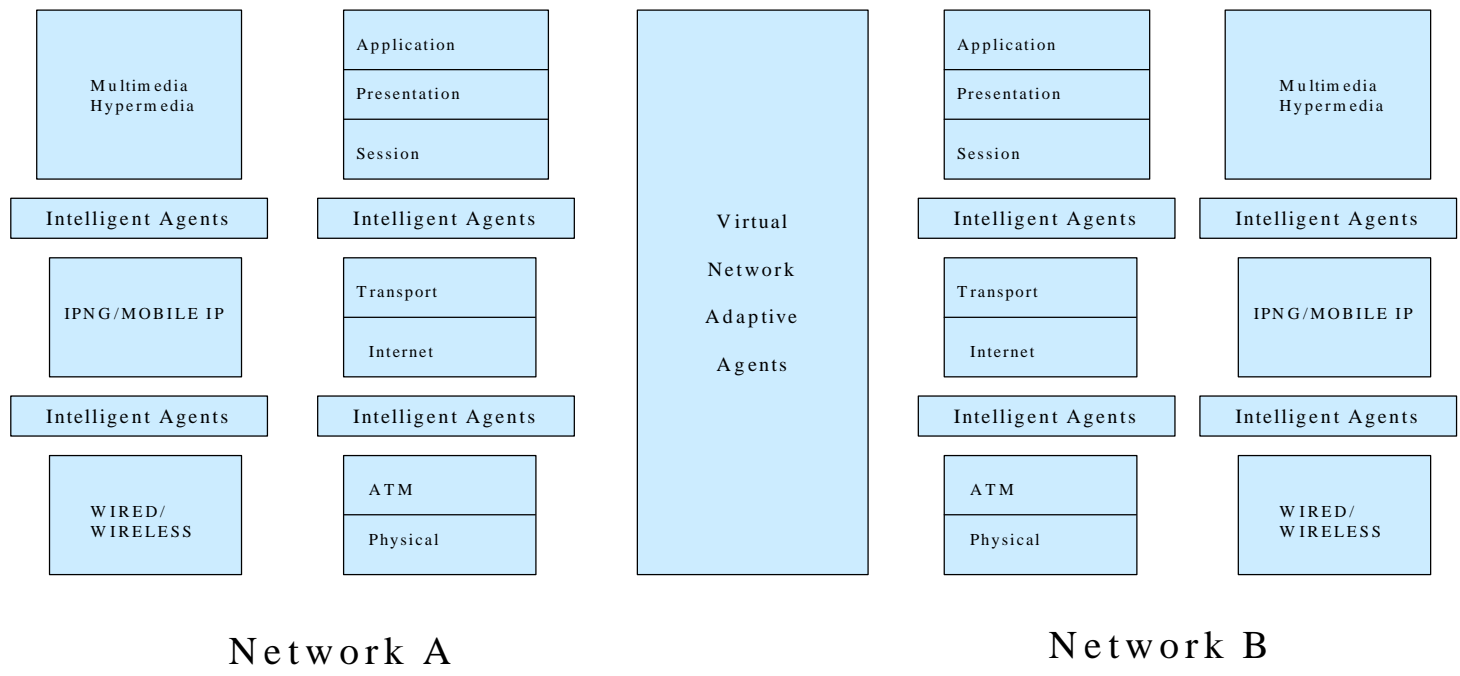 Multimedia
Hypermedia
Intelligent Agents
IPNG/MOBILE IP
Intelligent Agents
WIRED/
WIRELESS
Application
Presentation
Session
Intelligent Agents
Transport
Internet
Intelligent Agents
ATM
Physical
Network A
Virtual
Network
Adaptive
Agents
Application
Presentation
Session
Intelligent Agents
Transport
Internet
Intelligent Agents
ATM
Physical
Multimedia
Hypermedia
Intelligent Agents
IPNG/MOBILE IP
Intelligent Agents
WIRED/
WIRELESS
Network B